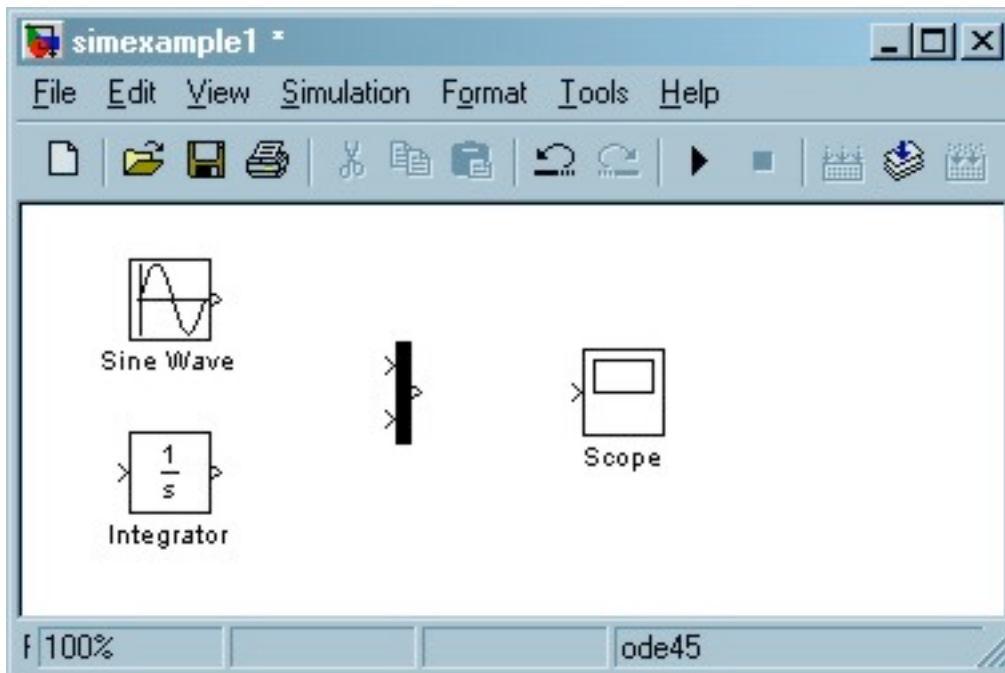 simexample1 *
File Edit View Simulation Format Tools Help
Sine Wave
1
s
Integrator
Scope
100%
ode45